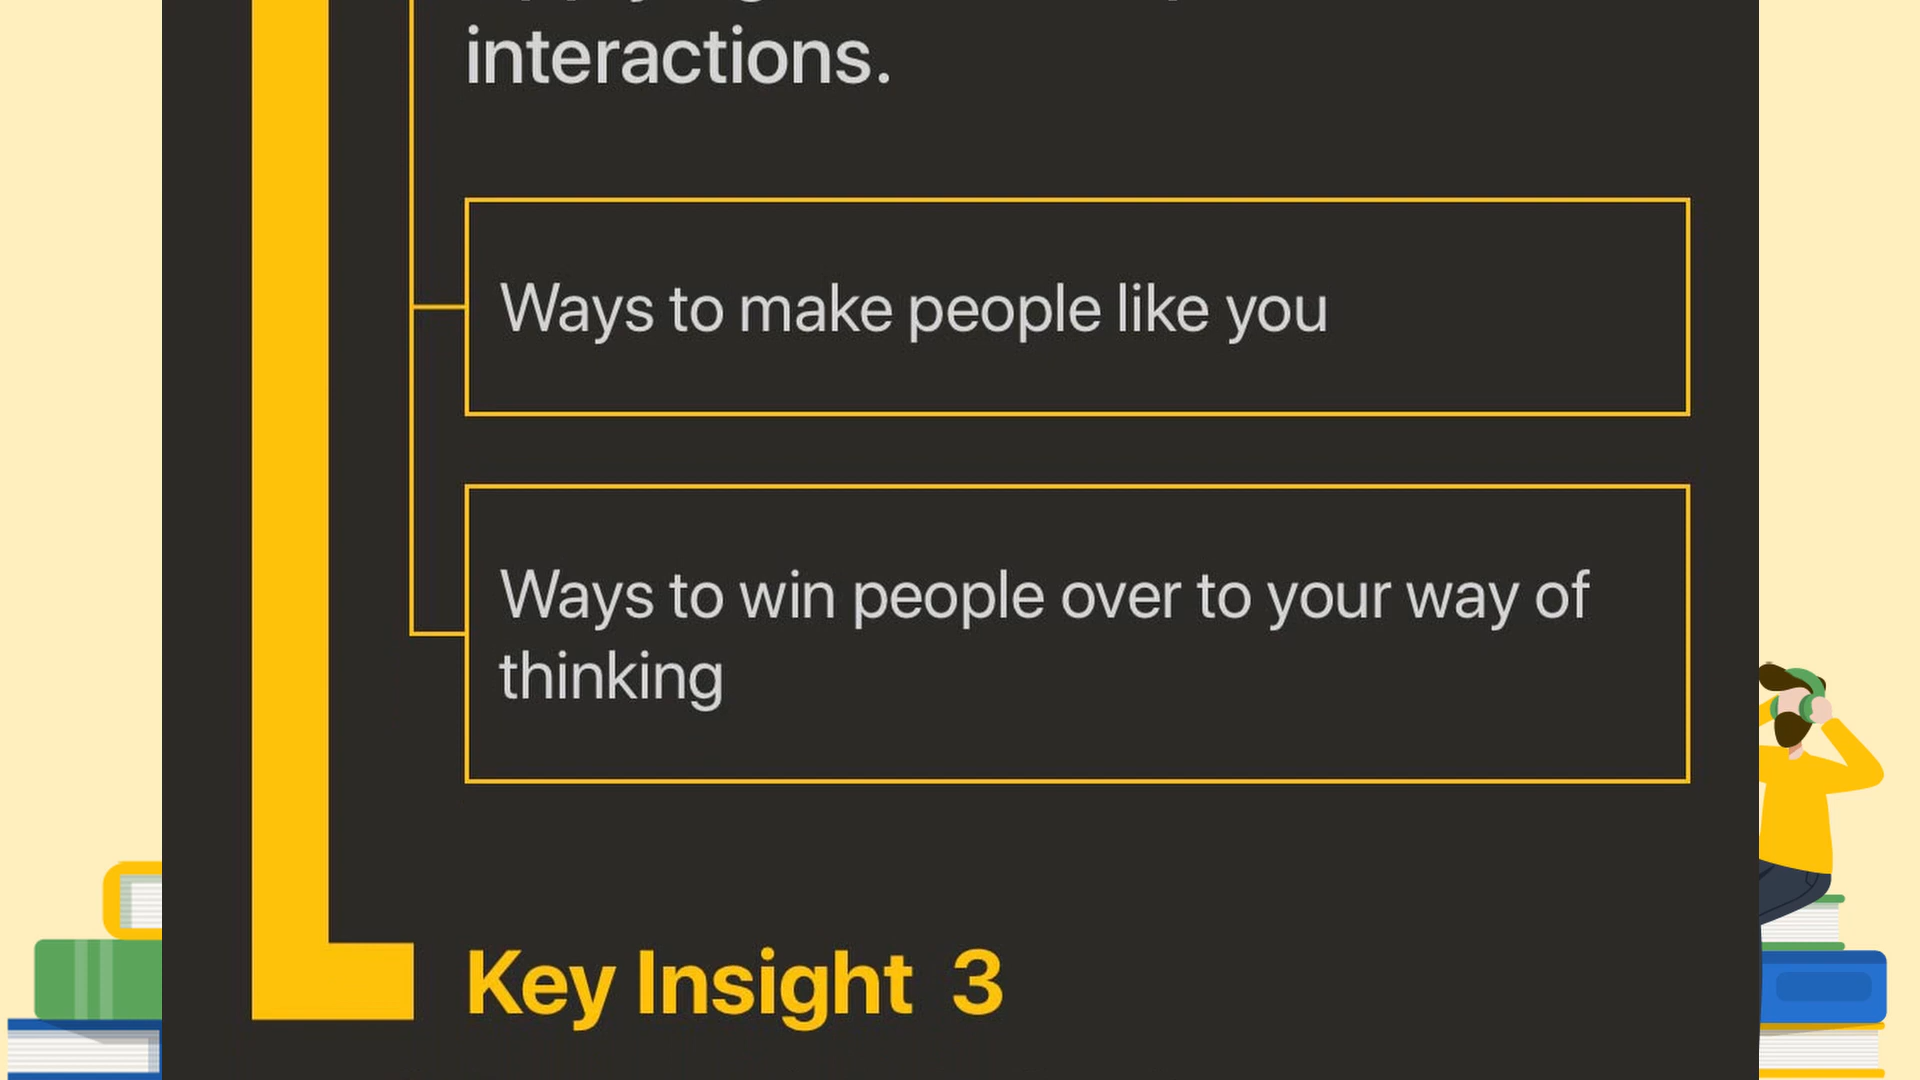 interactions.
Ways to make people like you
Ways to win people over to your way of
thinking
Key Insight 3